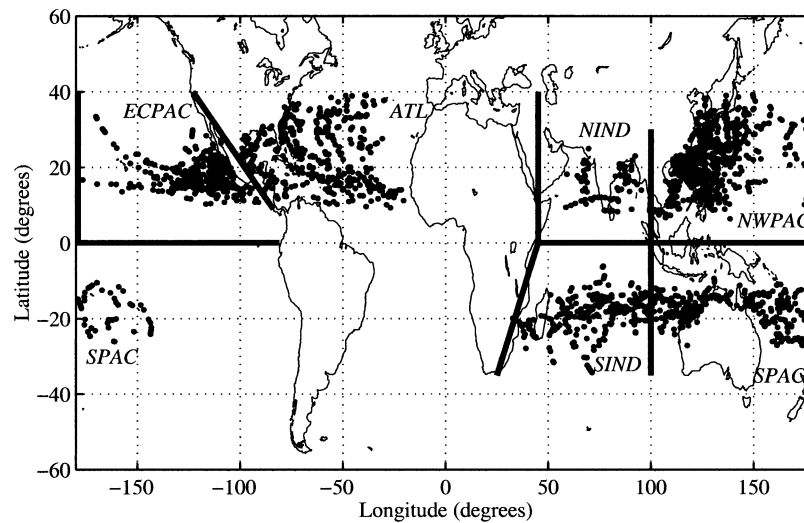 60
40
20
0
−20
−40
−60
Latitude (degrees)
ECPAC
ATL
NIND
NWPAC
SPAC
SIND
SPAC
−150
−100
−50
0
50
100
150
Longitude (degrees)